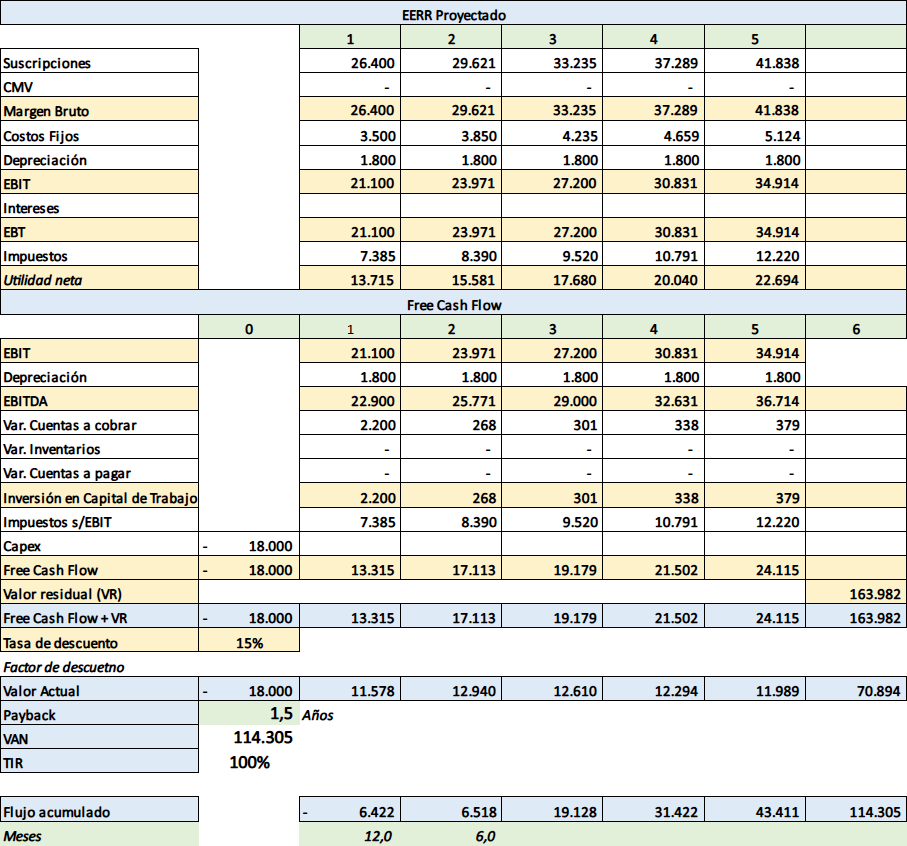 EERR Proyectado
1 2 3 4 5
Suscripciones 26.400 29.621 33.235 37.289 41.838
CMV - - - - -
Margen Bruto 26.400 29.621 33.235 37.289 41.838
Costos Fijos 3.500 3.850 4.235 4.659 5.124
Depreciación 1.800 1.800 1.800 1.800 1.800
EBIT 21.100 23.971 27.200 30.831 34.914
Intereses
EBT 21.100 23.971 27.200 30.831 34.914
Impuestos 7.385 8.390 9.520 10.791 12.220
Utilidad neta 13.715 15.581 17.680 20.040 22.694
Free Cash Flow
0 1 2 3 4 5 6
EBIT 21.100 23.971 27.200 30.831 34.914
Depreciación 1.800 1.800 1.800 1.800 1.800
EBITDA 22.900 25.771 29.000 32.631 36.714
Var. Cuentas a cobrar 2.200 268 301 338 379
Var. Inventarios - - - - -
Var. Cuentas a pagar - - - - -
Inversión en Capital de Trabajo 2.200 268 301 338 379
Impuestos s/EBIT 7.385 8.390 9.520 10.791 12.220
Capex - 18.000
Free Cash Flow - 18.000 13.315 17.113 19.179 21.502 24.115
Valor residual (VR) 163.982
Free Cash Flow + VR - 18.000 13.315 17.113 19.179 21.502 24.115 163.982
Tasa de descuento 15%
Factor de descuetno
Valor Actual - 18.000 11.578 12.940 12.610 12.294 11.989 70.894
Payback 1,5 Años
VAN 114.305
TIR 100%
Flujo acumulado - 6.422 6.518 19.128 31.422 43.411 114.305
Meses 12,0 6,0